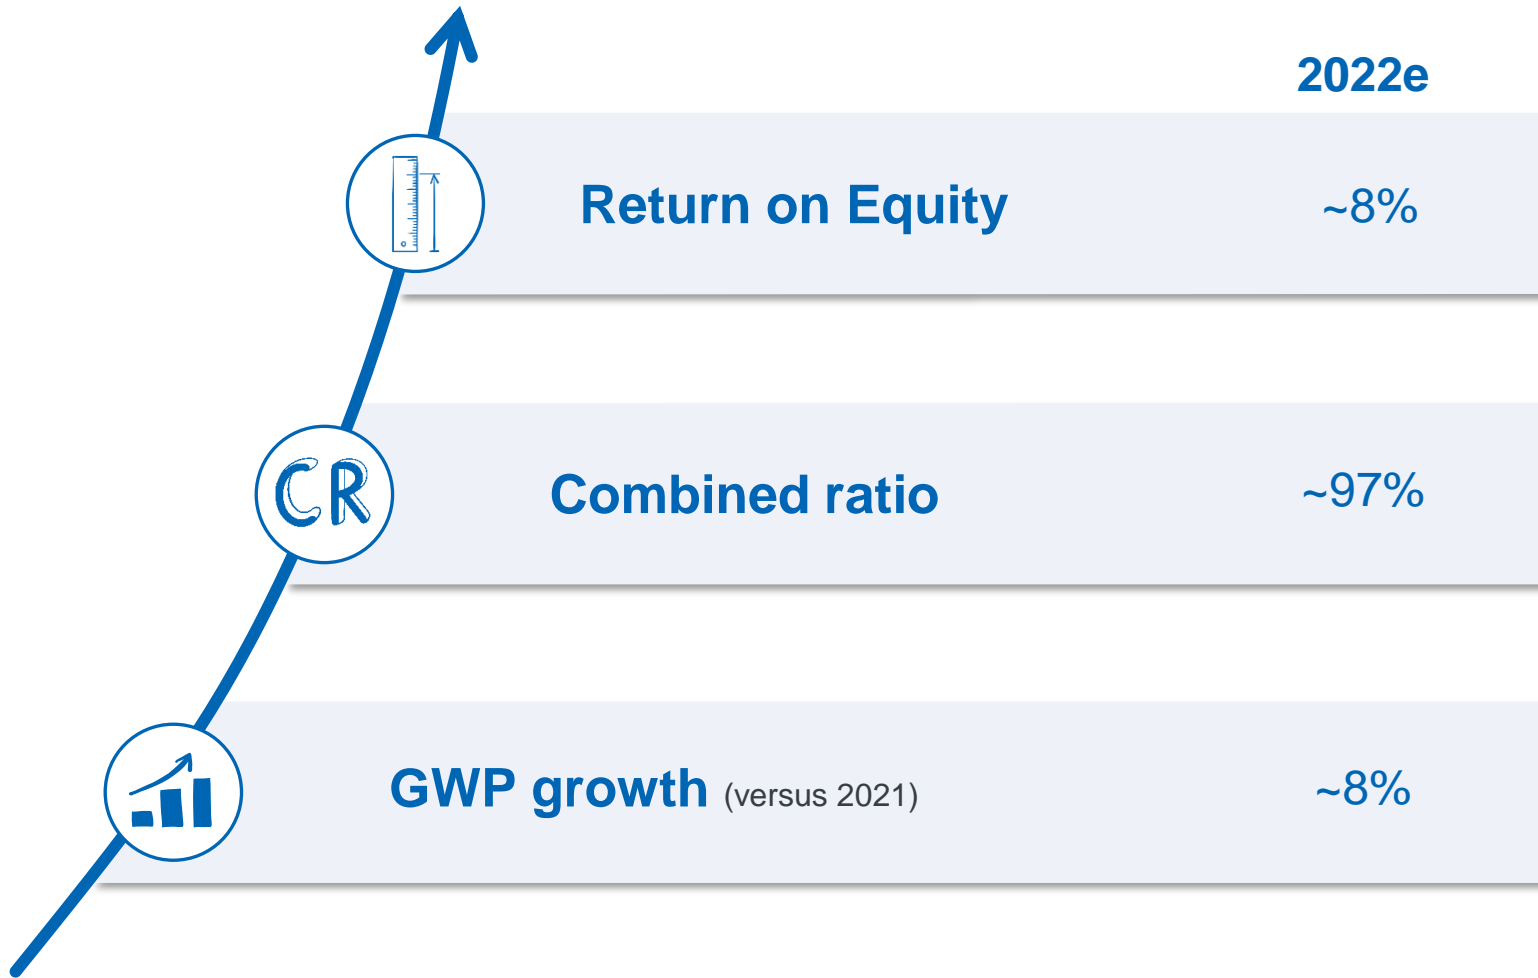 2022e
Return on Equity ~8%
CR
Combined ratio ~97%
GWP growth (versus 2021) ~8%